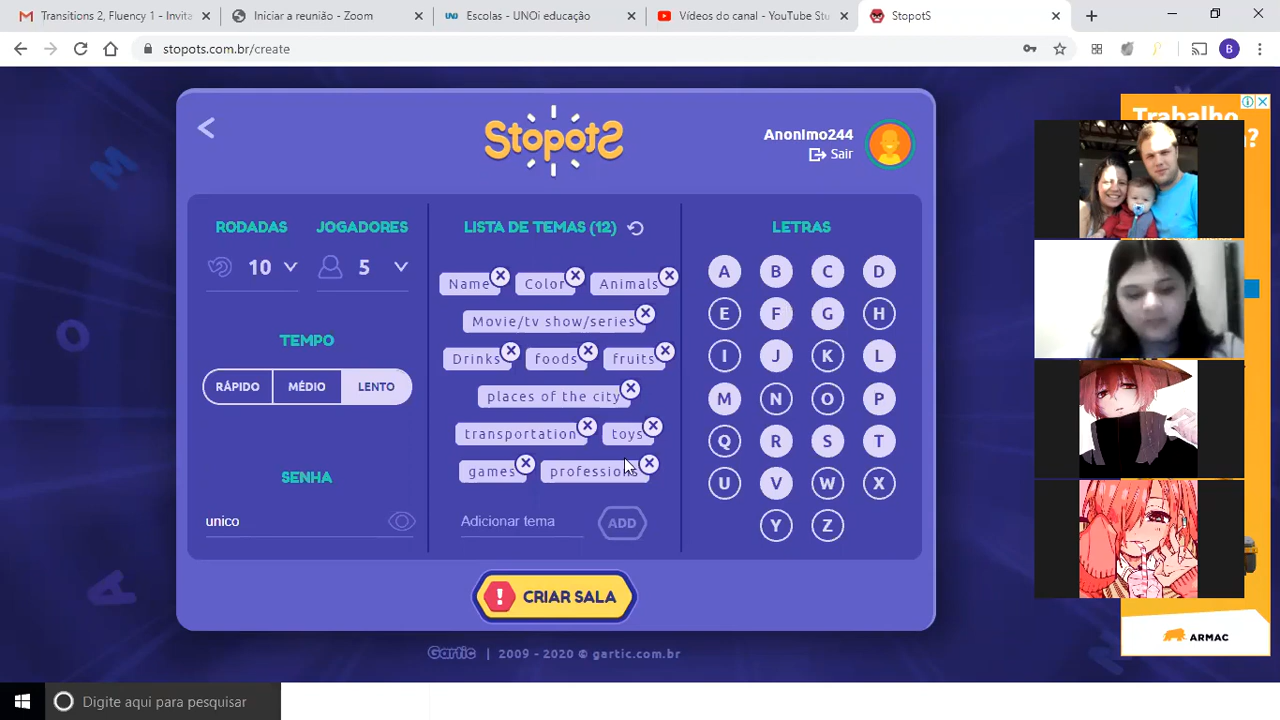 Transitions 2, Fluency 1 - Invita
Iniciar a reunião - Zoom
UNO Escolas - UNOi educação
Vídeos do canal - YouTube Stu
StopotS
stopots.com.br/create
B
StopotS
Anonimo244
Sair
RODADAS
JOGADORES
LISTA DE TEMAS (12)
LETRAS
10
5
Name
Color
Animals
Movie/tv show/series
Drinks
foods
fruits
places of the city
transportation
toys
games
TEMPO
RÁPIDO
MÉDIO
LENTO
SENHA
unico
Adicionar tema
ADD
A B C D
E F G H
I J K L
M N O P
Q R S T
U V W X
Y Z
CRIAR SALA
Gartic | 2009 - 2020 © gartic.com.br
Trabalho
?
ARMAC
Digite aqui para pesquisar